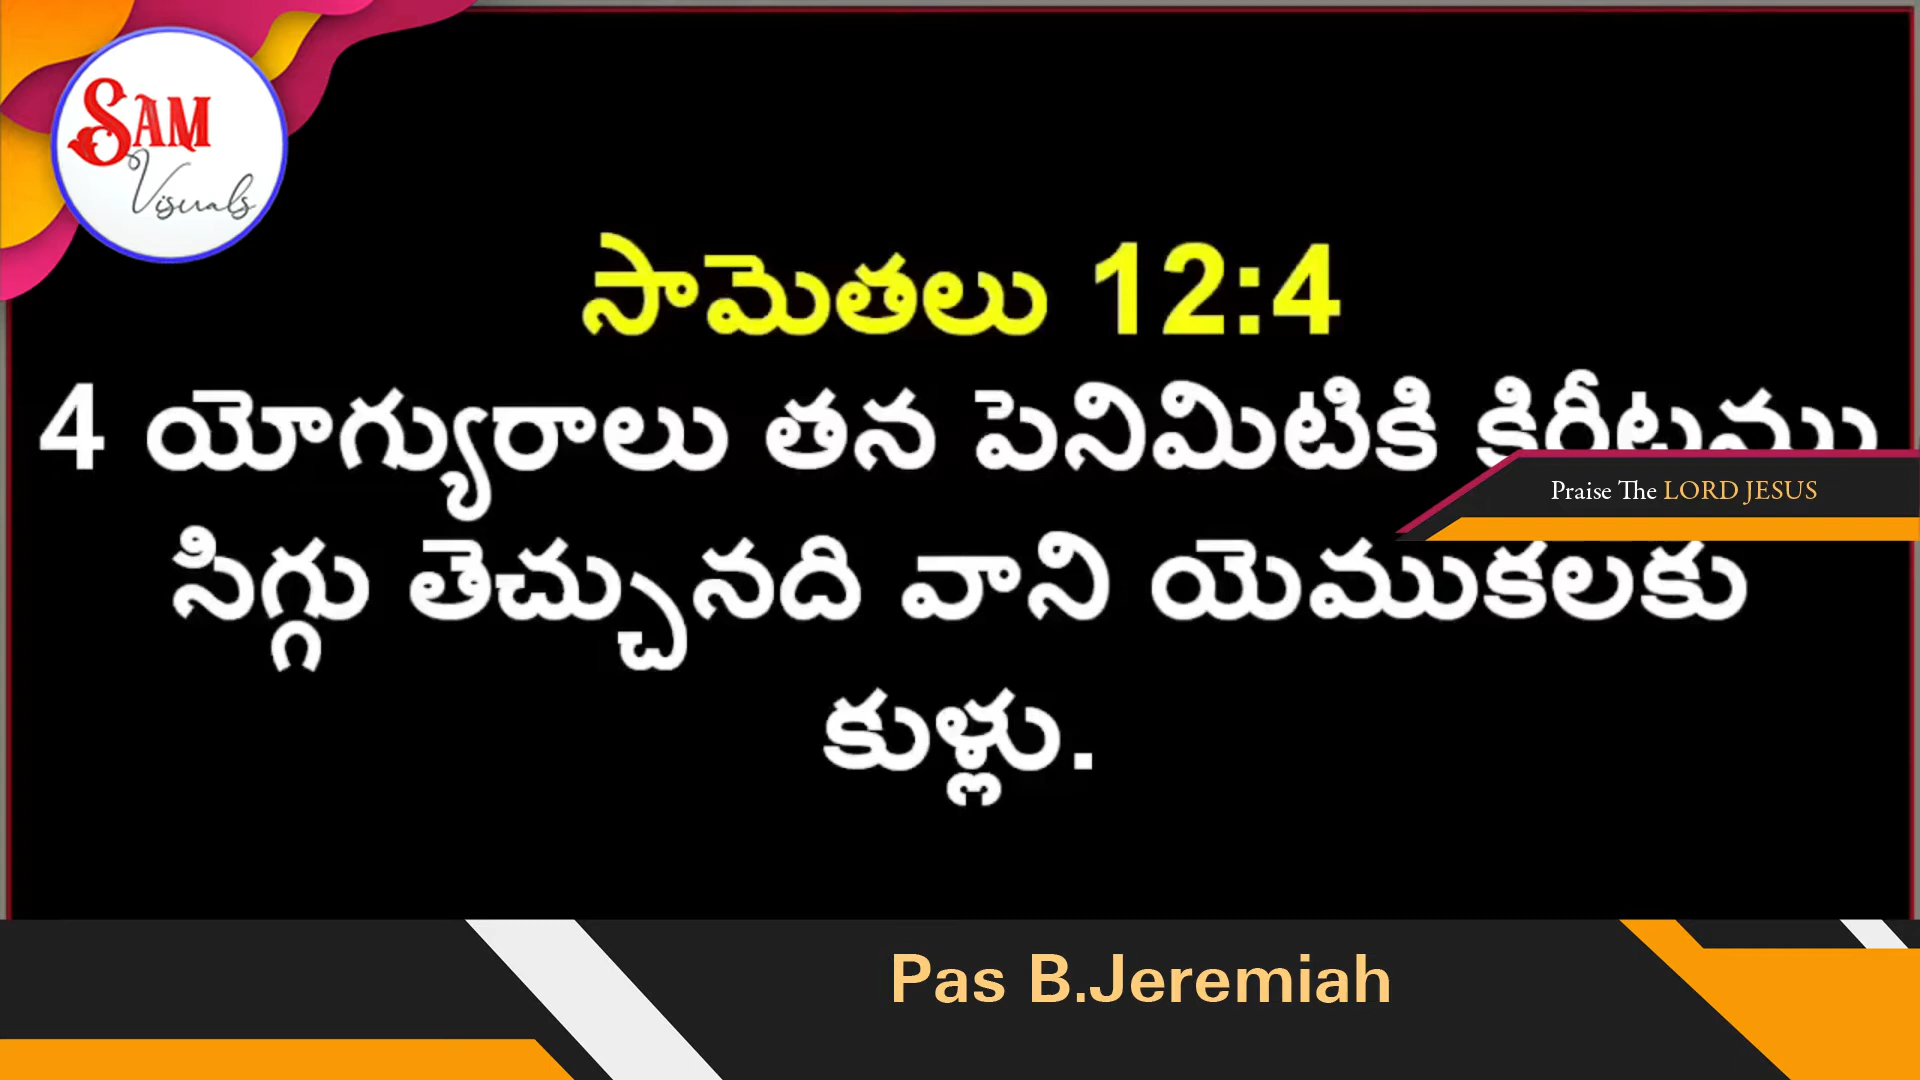 SAM
Visuals
సామెతలు 12:4
4 యోగ్యురాలు తన పెనిమిటికి కిరీటము
Praise The LORD JESUS
సిగ్గు తెచ్చునది వాని యెముకలకు
కుళ్లు.
Pas B.Jeremiah